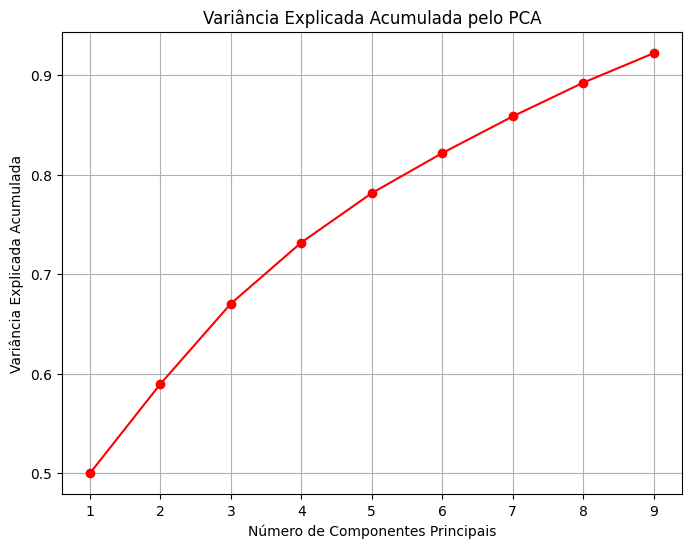 Variância Explicada Acumulada pelo PCA
Variância Explicada Acumulada
0.9
0.8
0.7
0.6
0.5
1 2 3 4 5 6 7 8 9
Número de Componentes Principais